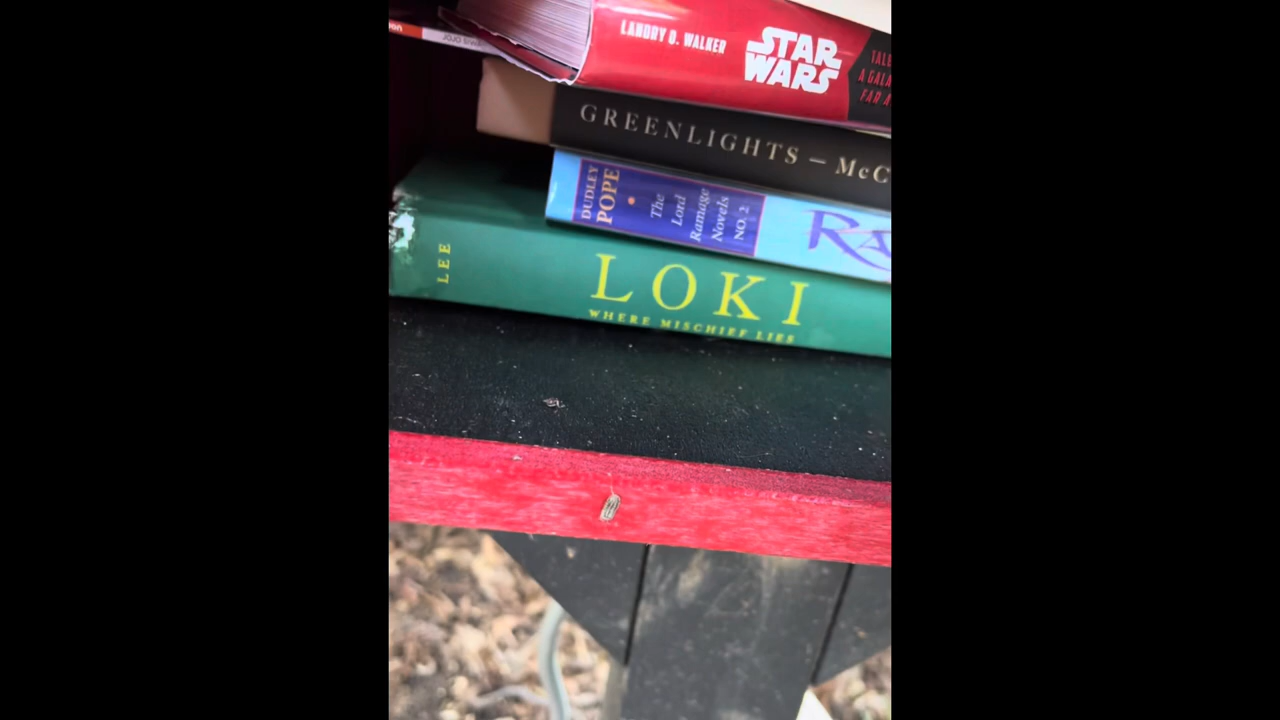 LANDRY Q. WALKER
STAR
WARS
GREENLIGHTS – McC
DUDLEY
POPE
The
Lord
Ramage
Novels
NO. 2
RA
LEE
LOKI
WHERE MISCHIEF LIES